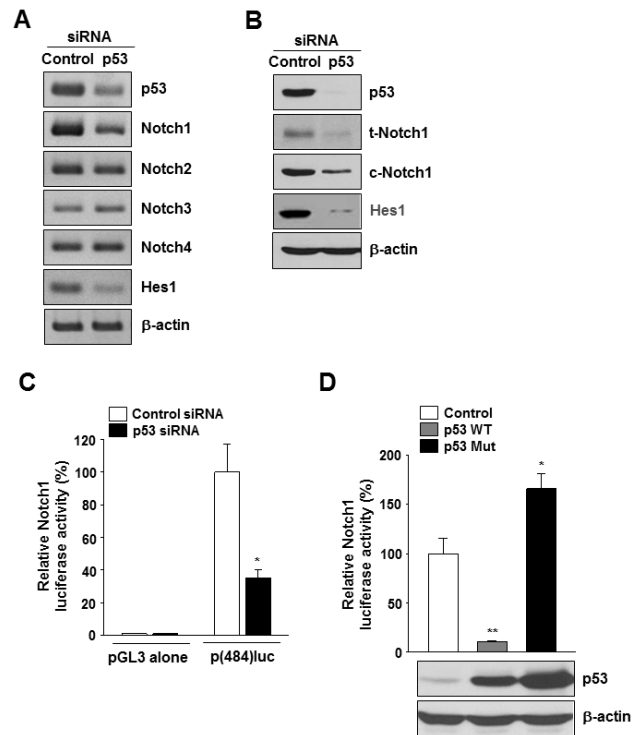 A
siRNA
Control p53
p53
Notch1
Notch2
Notch3
Notch4
Hes1
β-actin
B
siRNA
Control p53
p53
t-Notch1
c-Notch1
Hes1
β-actin
C
Control siRNA
p53 siRNA
Relative Notch1
luciferase activity (%)
120
100
80
60
40
20
0
*
pGL3 alone
p(484)luc
D
Control
p53 WT
p53 Mut
Relative Notch1
luciferase activity (%)
200
150
100
50
0
**
*
p53
β-actin